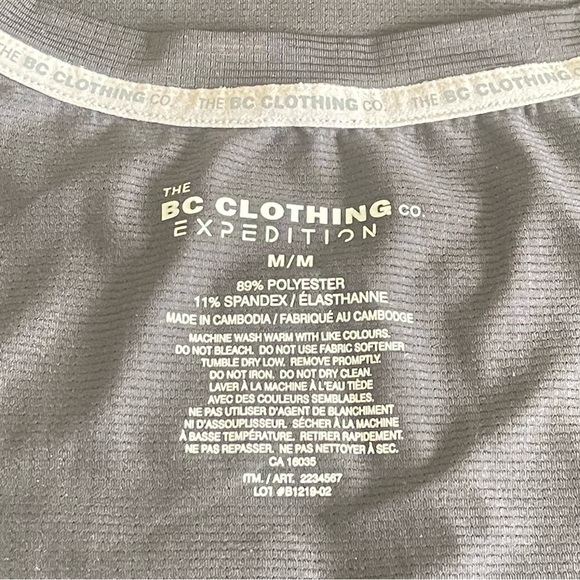 THE BC CLOTHING CO. THE BC CLOTHING CO. THE BC CLOTHING CO.
THE
BC CLOTHING CO.
EXPEDITION
M/M
89% POLYESTER
11% SPANDEX / ÉLASTHANNE
MADE IN CAMBODIA / FABRIQUÉ AU CAMBODGE
MACHINE WASH WARM WITH LIKE COLOURS.
DO NOT BLEACH. DO NOT USE FABRIC SOFTENER
TUMBLE DRY LOW. REMOVE PROMPTLY.
DO NOT IRON. DO NOT DRY CLEAN.
LAVER À LA MACHINE À L'EAU TIÈDE
AVEC DES COULEURS SEMBLABLES.
NE PAS UTILISER D'AGENT DE BLANCHIMENT
NI D'ASSOUPLISSEUR. SÉCHER À LA MACHINE
À BASSE TEMPÉRATURE. RETIRER RAPIDEMENT.
NE PAS REPASSER. NE PAS NETTOYER À SEC.
CA 16035
ITM. / ART. 2234567
LOT #B1219-02